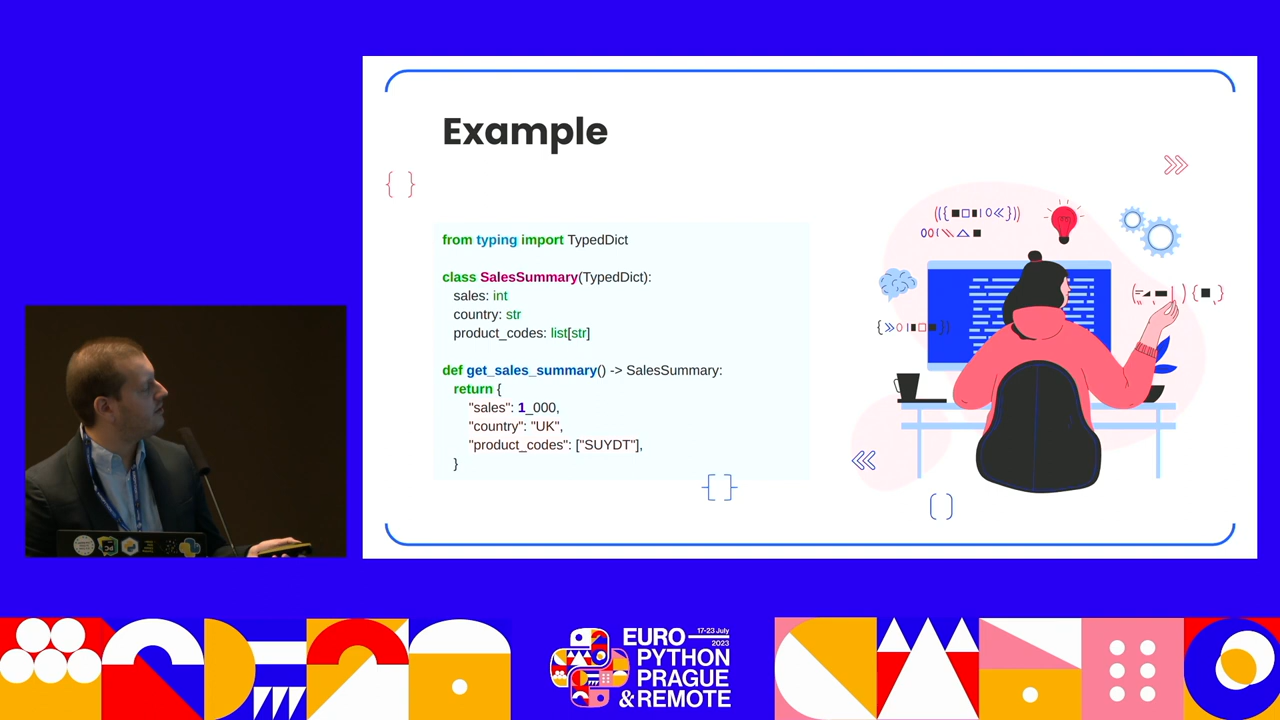 Example
from typing import TypedDict
class SalesSummary(TypedDict):
sales: int
country: str
product_codes: list[str]
def get_sales_summary() -> SalesSummary:
return {
"sales": 1_000,
"country": "UK",
"product_codes": ["SUYDT"],
}
EURO 17-23 July 2023
PYTHON
PRAGUE
& REMOTE